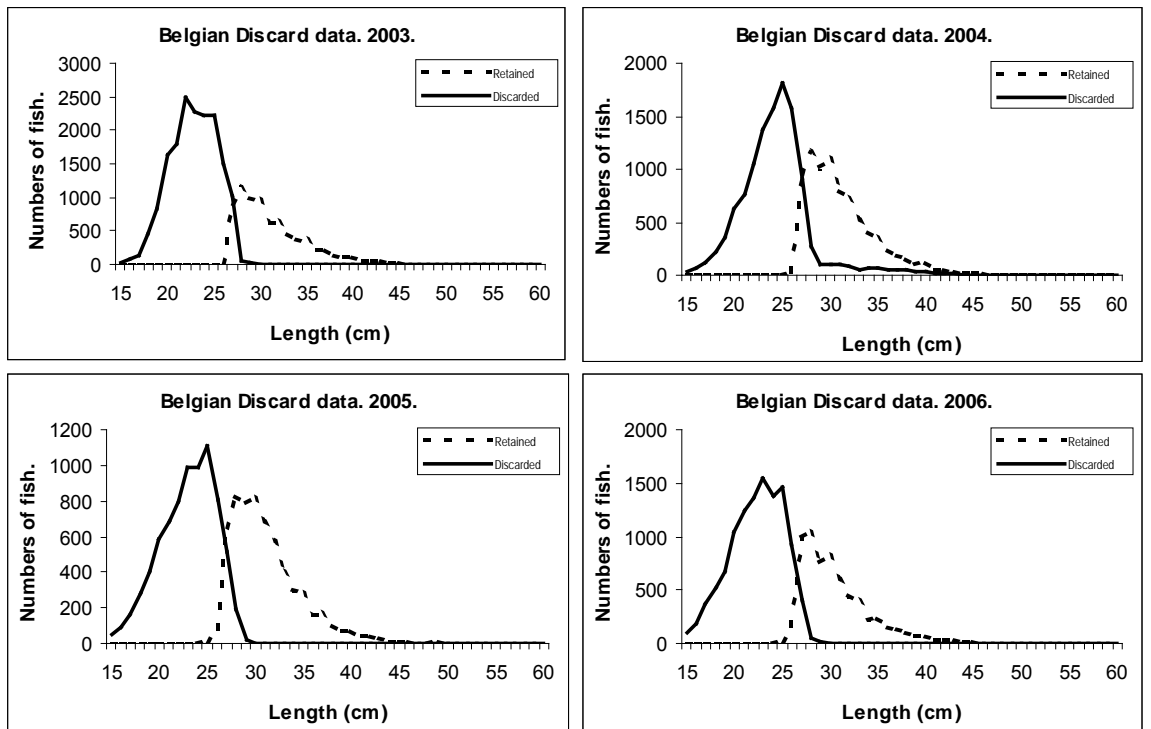 Belgian Discard data. 2003.
Numbers of fish.
3000
2500
2000
1500
1000
500
0
Retained
Discarded
15 20 25 30 35 40 45 50 55 60
Length (cm)
Belgian Discard data. 2004.
Numbers of fish.
2000
1500
1000
500
0
Retained
Discarded
15 20 25 30 35 40 45 50 55 60
Length (cm)
Belgian Discard data. 2005.
Numbers of fish.
1200
1000
800
600
400
200
0
Retained
Discarded
15 20 25 30 35 40 45 50 55 60
Length (cm)
Belgian Discard data. 2006.
Numbers of fish.
2000
1500
1000
500
0
Retained
Discarded
15 20 25 30 35 40 45 50 55 60
Length (cm)